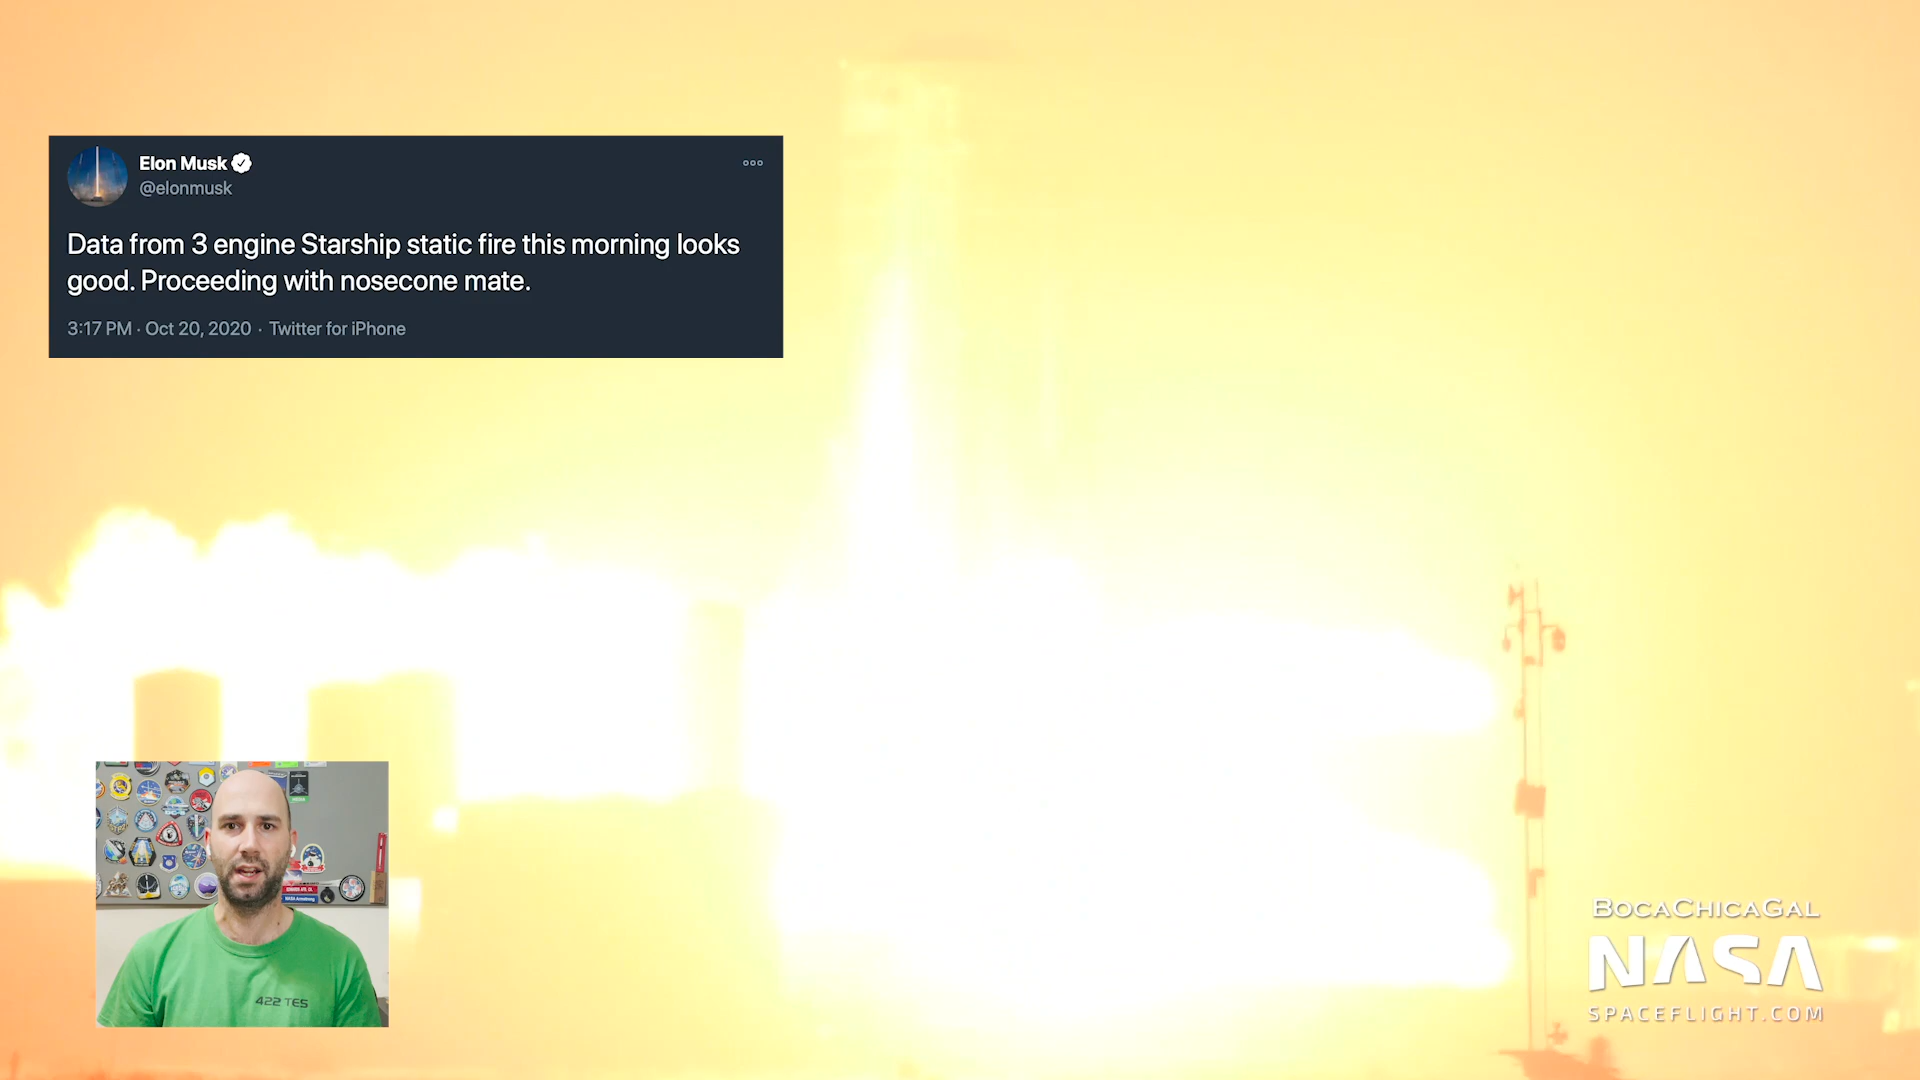 Elon Musk
@elonmusk
Data from 3 engine Starship static fire this morning looks
good. Proceeding with nosecone mate.
3:17 PM · Oct 20, 2020 · Twitter for iPhone
422 TES
BOCACHICAGAL
NASA
SPACEFLIGHT.COM